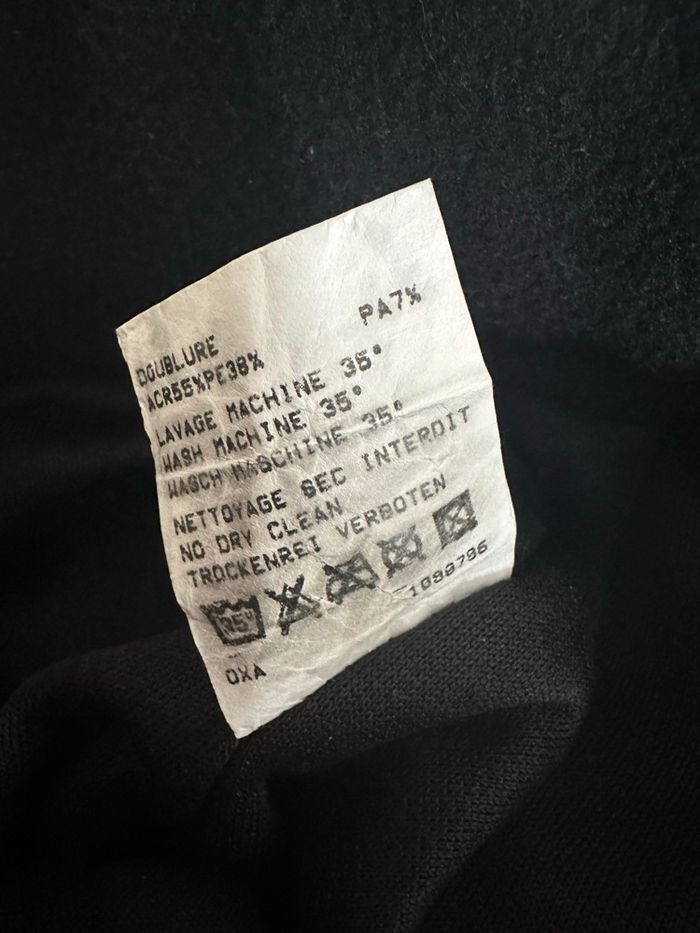 PA7%
DOUBLURE
ACR55%PE38%
LAVAGE MACHINE 35°
WASH MACHINE 35°
WASCH MASCHINE 35°
NETTOYAGE SEC INTERDIT
NO DRY CLEAN
TROCKENREI VERBOTEN
35°
OXA